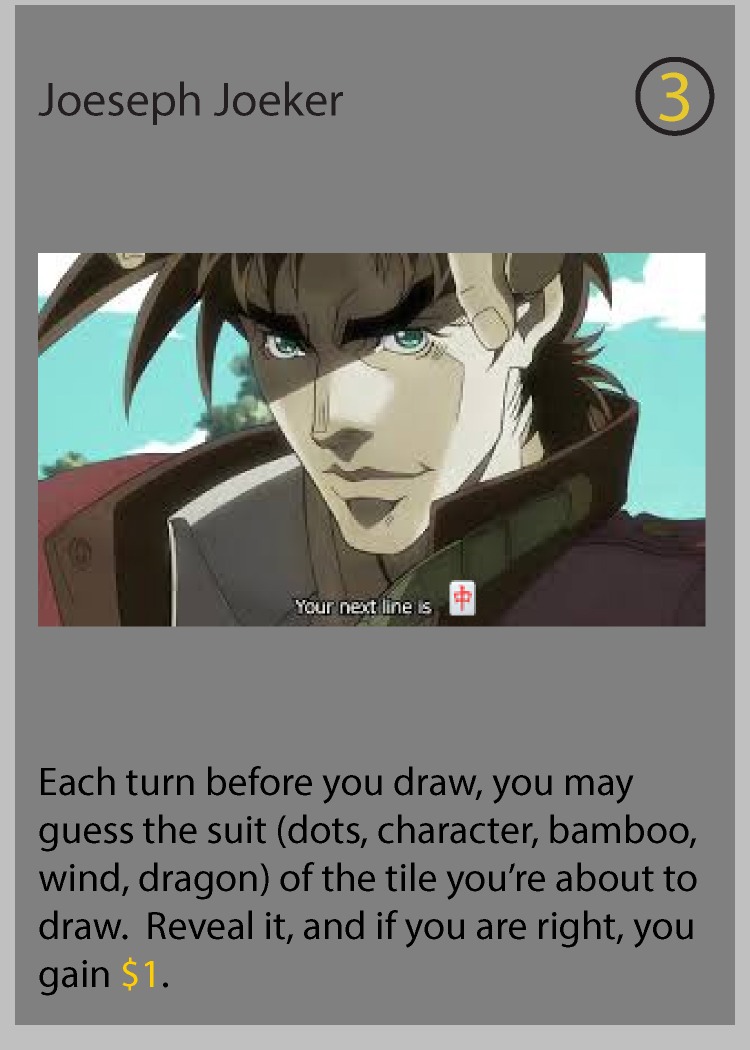 Joeseph Joeker
3
Your next line is 中
Each turn before you draw, you may
guess the suit (dots, character, bamboo,
wind, dragon) of the tile you’re about to
draw.  Reveal it, and if you are right, you
gain $1.